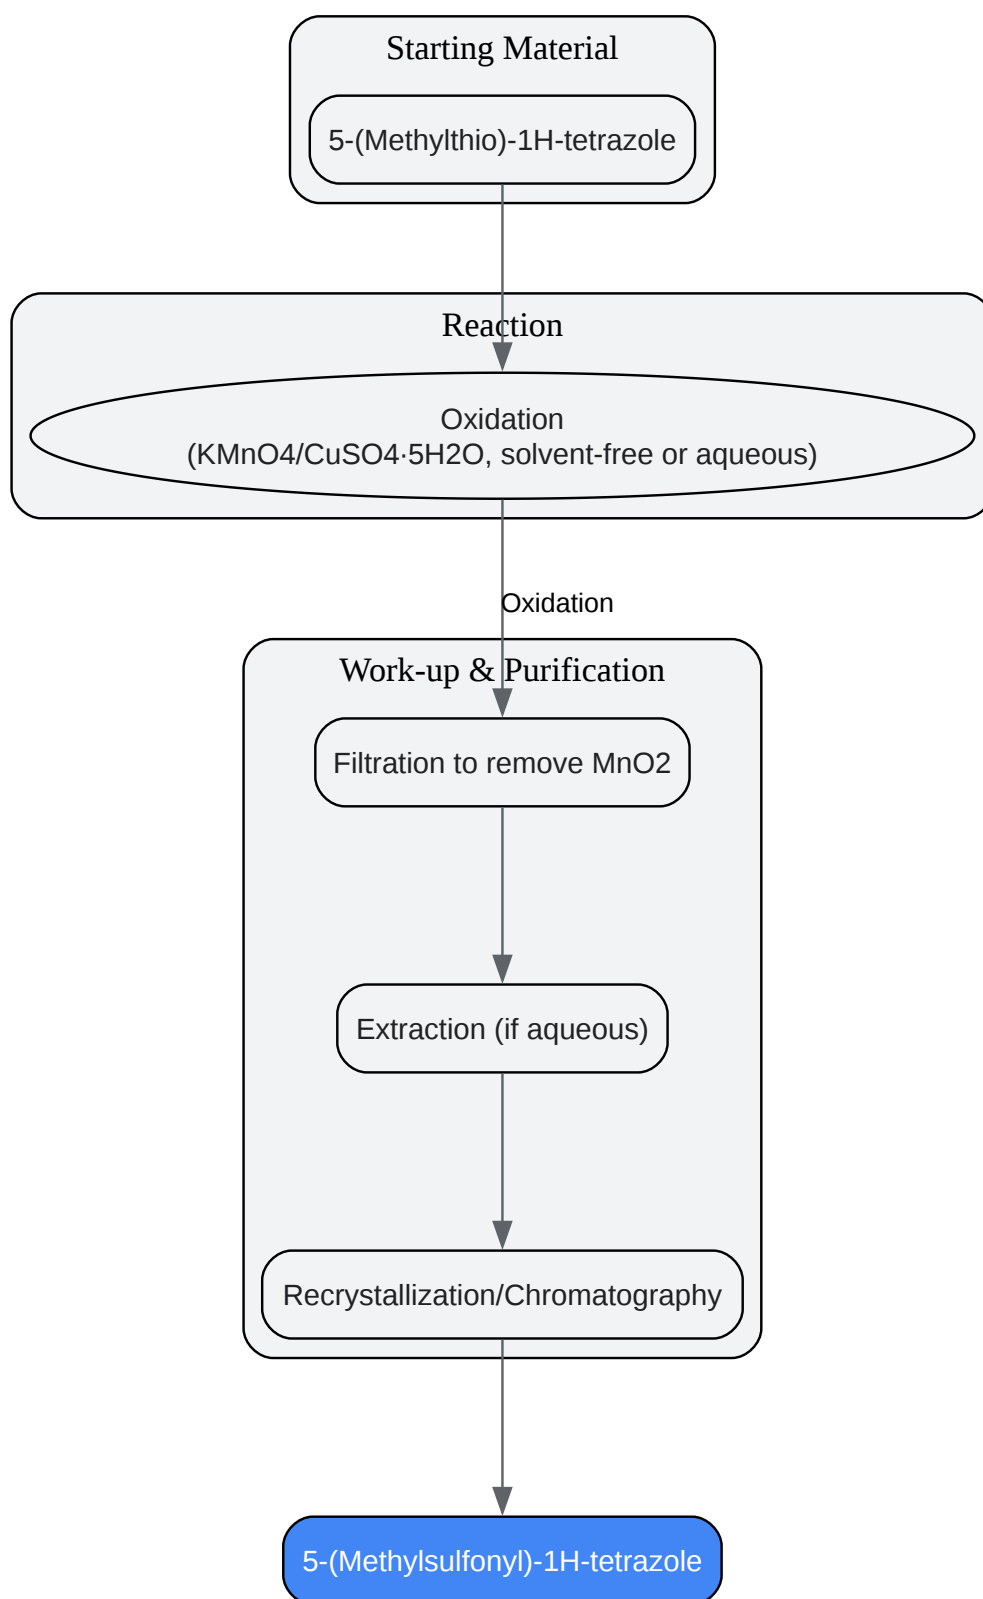 Starting Material
5-(Methylthio)-1H-tetrazole
Reaction
Oxidation
(KMnO4/CuSO4·5H2O, solvent-free or aqueous)
Oxidation
Work-up & Purification
Filtration to remove MnO2
Extraction (if aqueous)
Recrystallization/Chromatography
5-(Methylsulfonyl)-1H-tetrazole